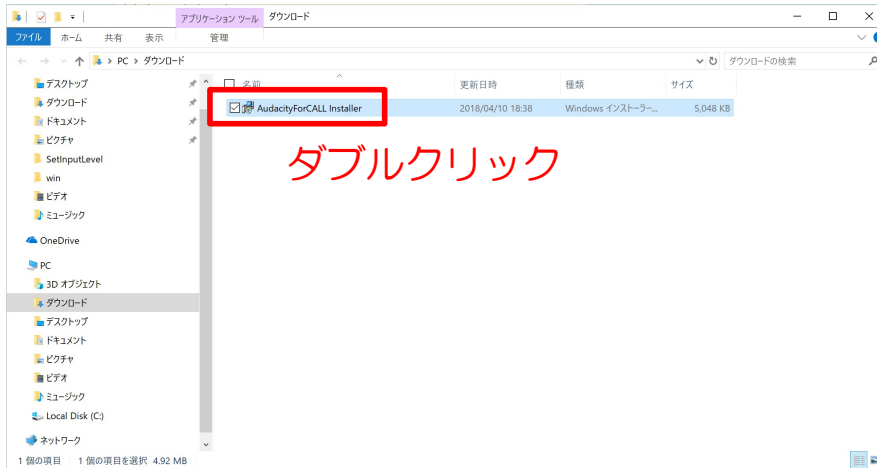 アプリケーション ツール ダウンロード
ファイル ホーム 共有 表示 管理
PC ダウンロード ダウンロードの検索
デスクトップ
ダウンロード
ドキュメント
ピクチャ
SetInputLevel
win
ビデオ
ミュージック
OneDrive
PC
3D オブジェクト
ダウンロード
デスクトップ
ドキュメント
ピクチャ
ビデオ
ミュージック
Local Disk (C:)
ネットワーク
名前 更新日時 種類 サイズ
AudacityForCALL Installer 2018/04/10 18:38 Windows インストーラー... 5,048 KB
ダブルクリック
1 個の項目 1 個の項目を選択 4.92 MB